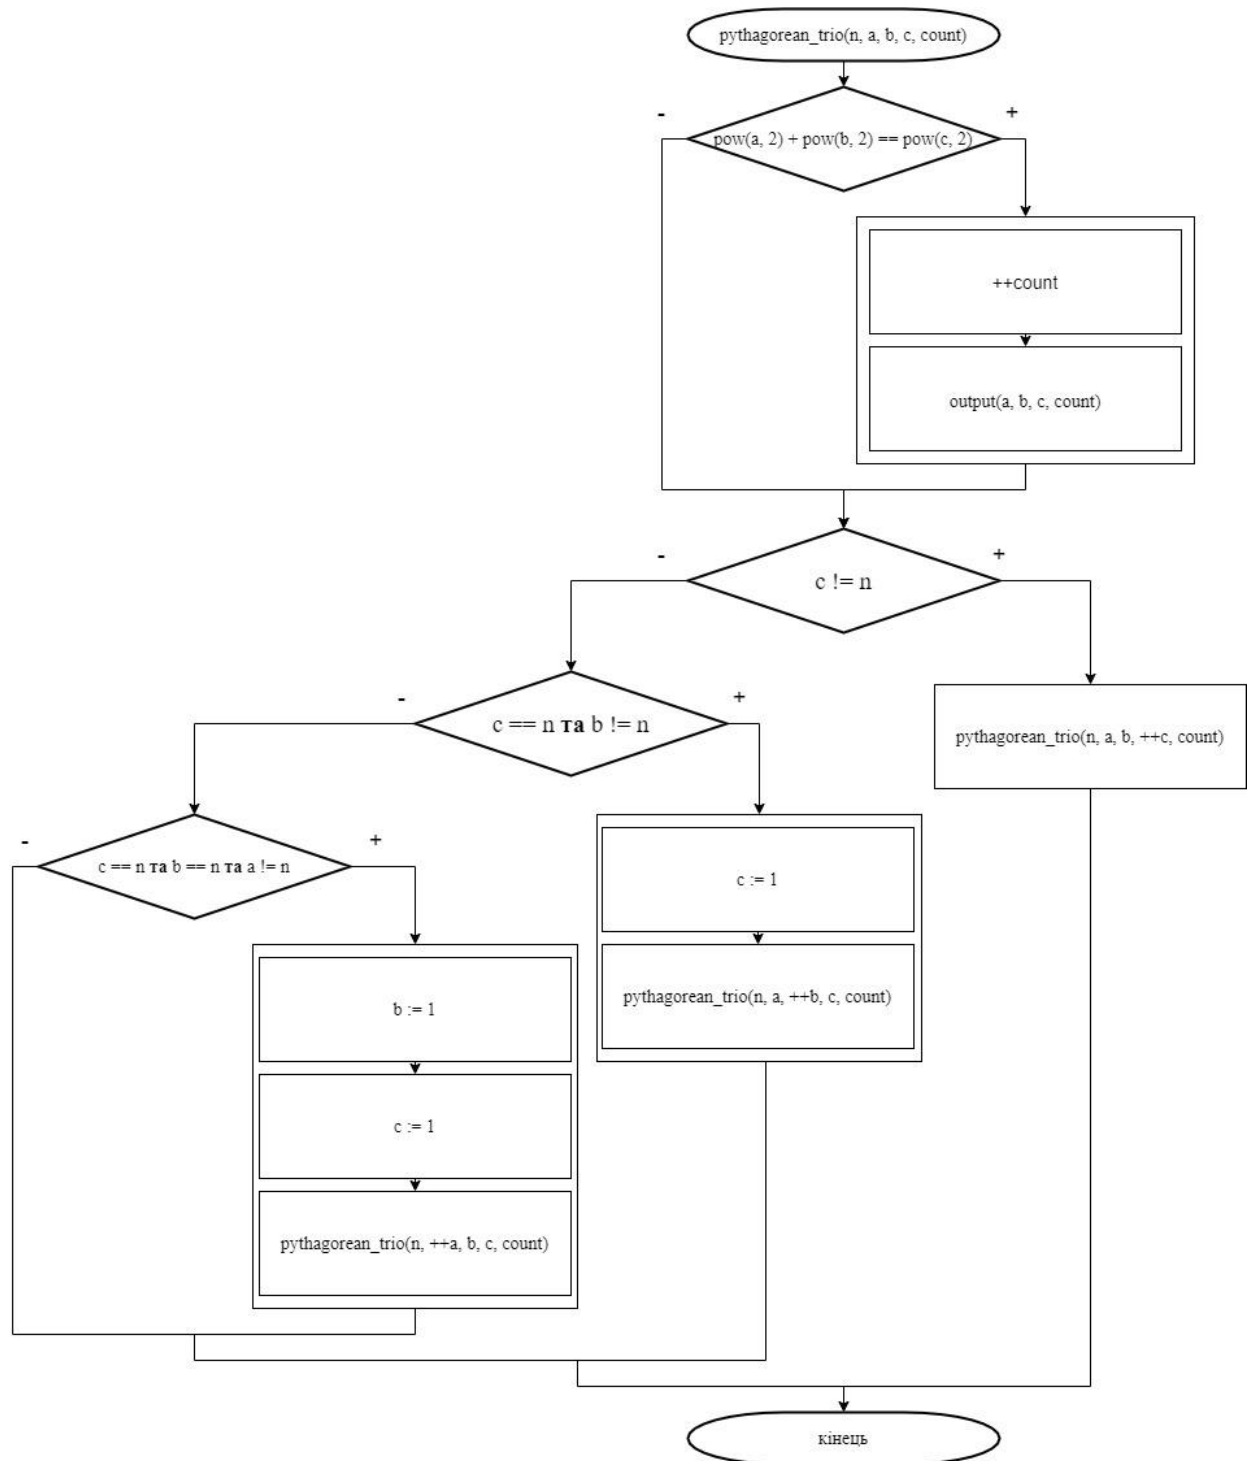 pythagorean_trio(n, a, b, c, count)
-
+
pow(a, 2) + pow(b, 2) == pow(c, 2)
++count
output(a, b, c, count)
-
+
c != n
-
+
c == n та b != n
pythagorean_trio(n, a, b, ++c, count)
-
+
c == n та b == n та a != n
c := 1
pythagorean_trio(n, a, ++b, c, count)
b := 1
c := 1
pythagorean_trio(n, ++a, b, c, count)
кінець